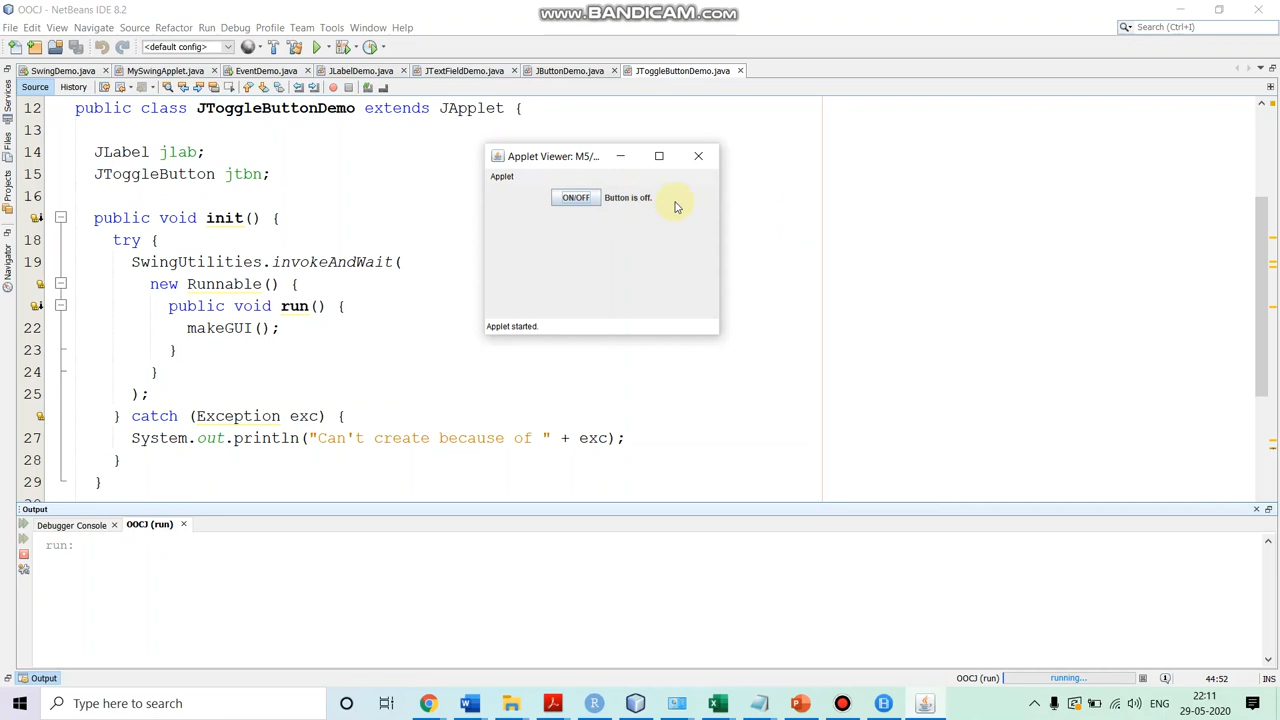 OOCJ - NetBeans IDE 8.2
www.BANDICAM.com
File Edit View Navigate Source Refactor Run Debug Profile Team Tools Window Help
Search (Ctrl+I)
<default config>
SwingDemo.java MySwingApplet.java EventDemo.java JLabelDemo.java JTextFieldDemo.java JButtonDemo.java JToggleButtonDemo.java
Source History
Services
Files
Projects
Navigator
12 public class JToggleButtonDemo extends JApplet {
13
14 JLabel jlab;
15 JToggleButton jtbn;
16
public void init() {
18 try {
19 SwingUtilities.invokeAndWait(
new Runnable() {
public void run() {
22 makeGUI();
23 }
24 }
25 );
} catch (Exception exc) {
27 System.out.println("Can't create because of " + exc);
28 }
29 }
Applet Viewer: M5/...
Applet
ON/OFF Button is off.
Applet started.
Output
Debugger Console OOCJ (run)
run:
Output
OOCJ (run) running... 44:52 INS
Type here to search
ENG
22:11
29-05-2020